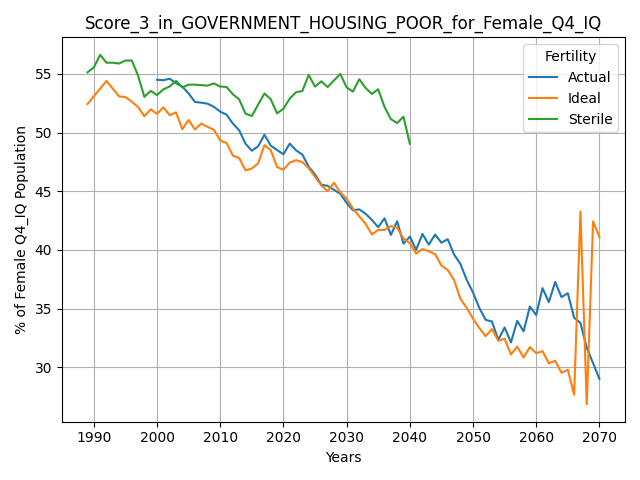 Score_3_in_GOVERNMENT_HOUSING_POOR_for_Female_Q4_IQ
Fertility
Actual
Ideal
Sterile
% of Female Q4_IQ Population
55
50
45
40
35
30
1990 2000 2010 2020 2030 2040 2050 2060 2070
Years